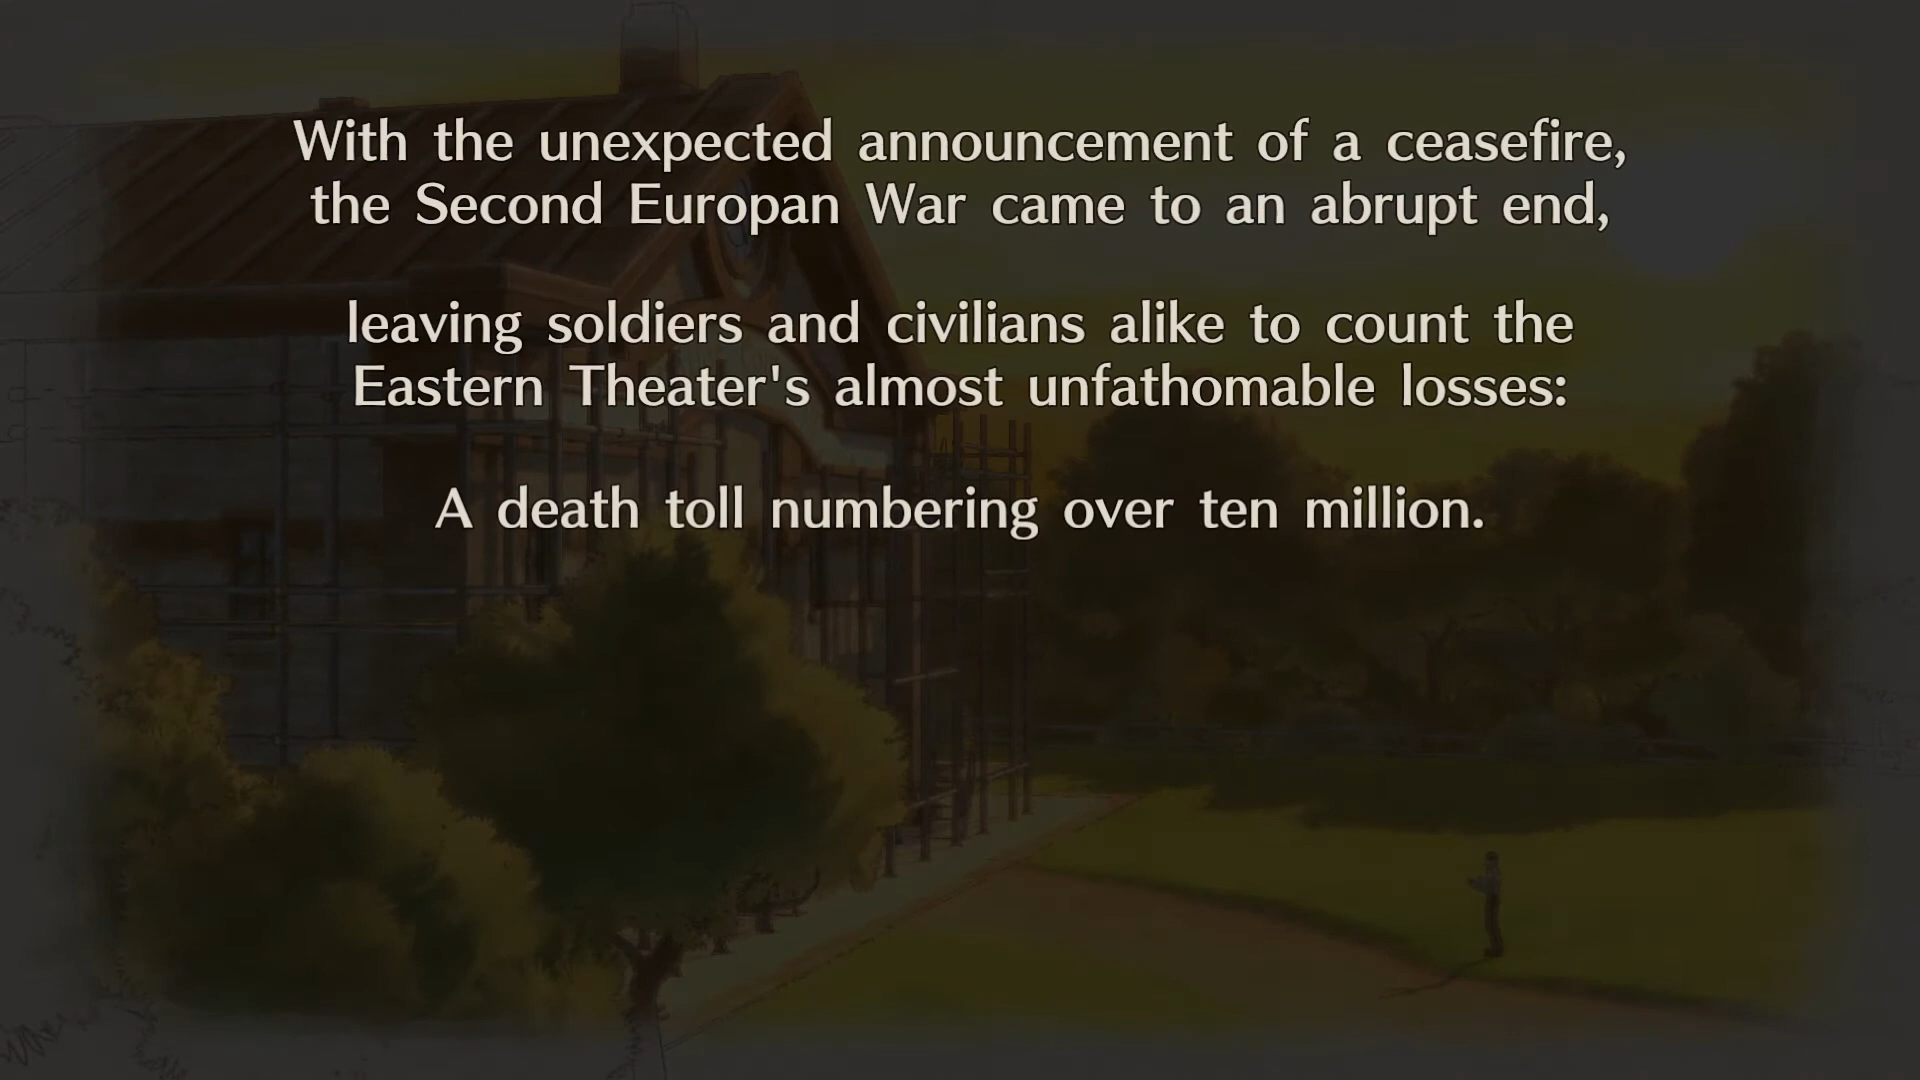 With the unexpected announcement of a ceasefire,
the Second Europan War came to an abrupt end,
leaving soldiers and civilians alike to count the
Eastern Theater's almost unfathomable losses:
A death toll numbering over ten million.